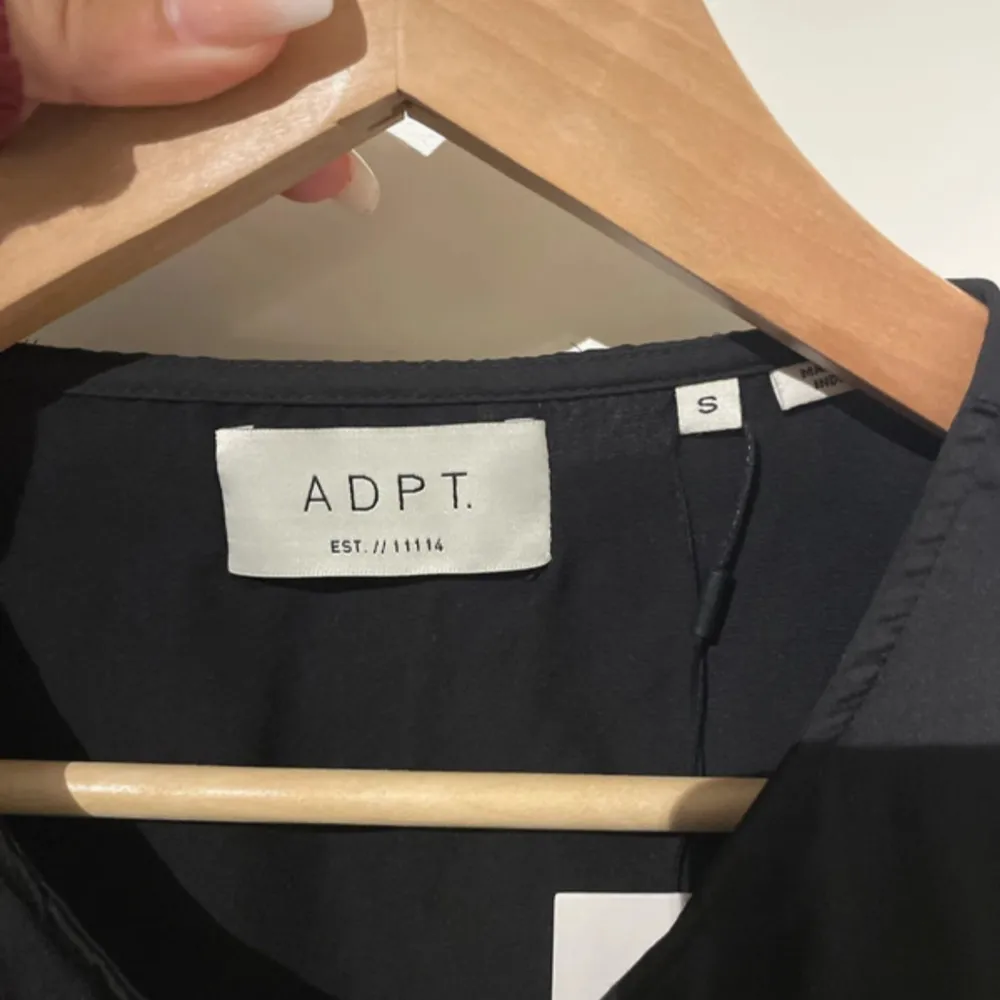 ADPT.
EST. // 11114
S